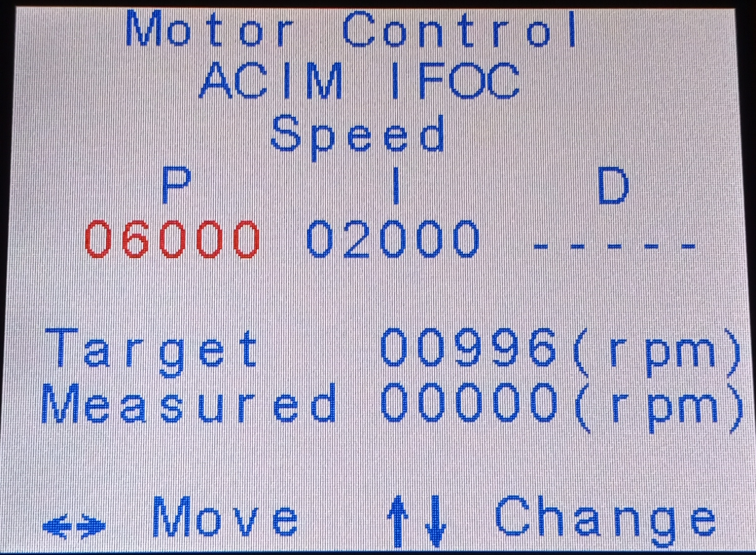 Motor Control
ACIM IFOC
Speed
P I D
06000 02000 -----
Target 00996(rpm)
Measured 00000(rpm)
↔ Move ↑↓ Change